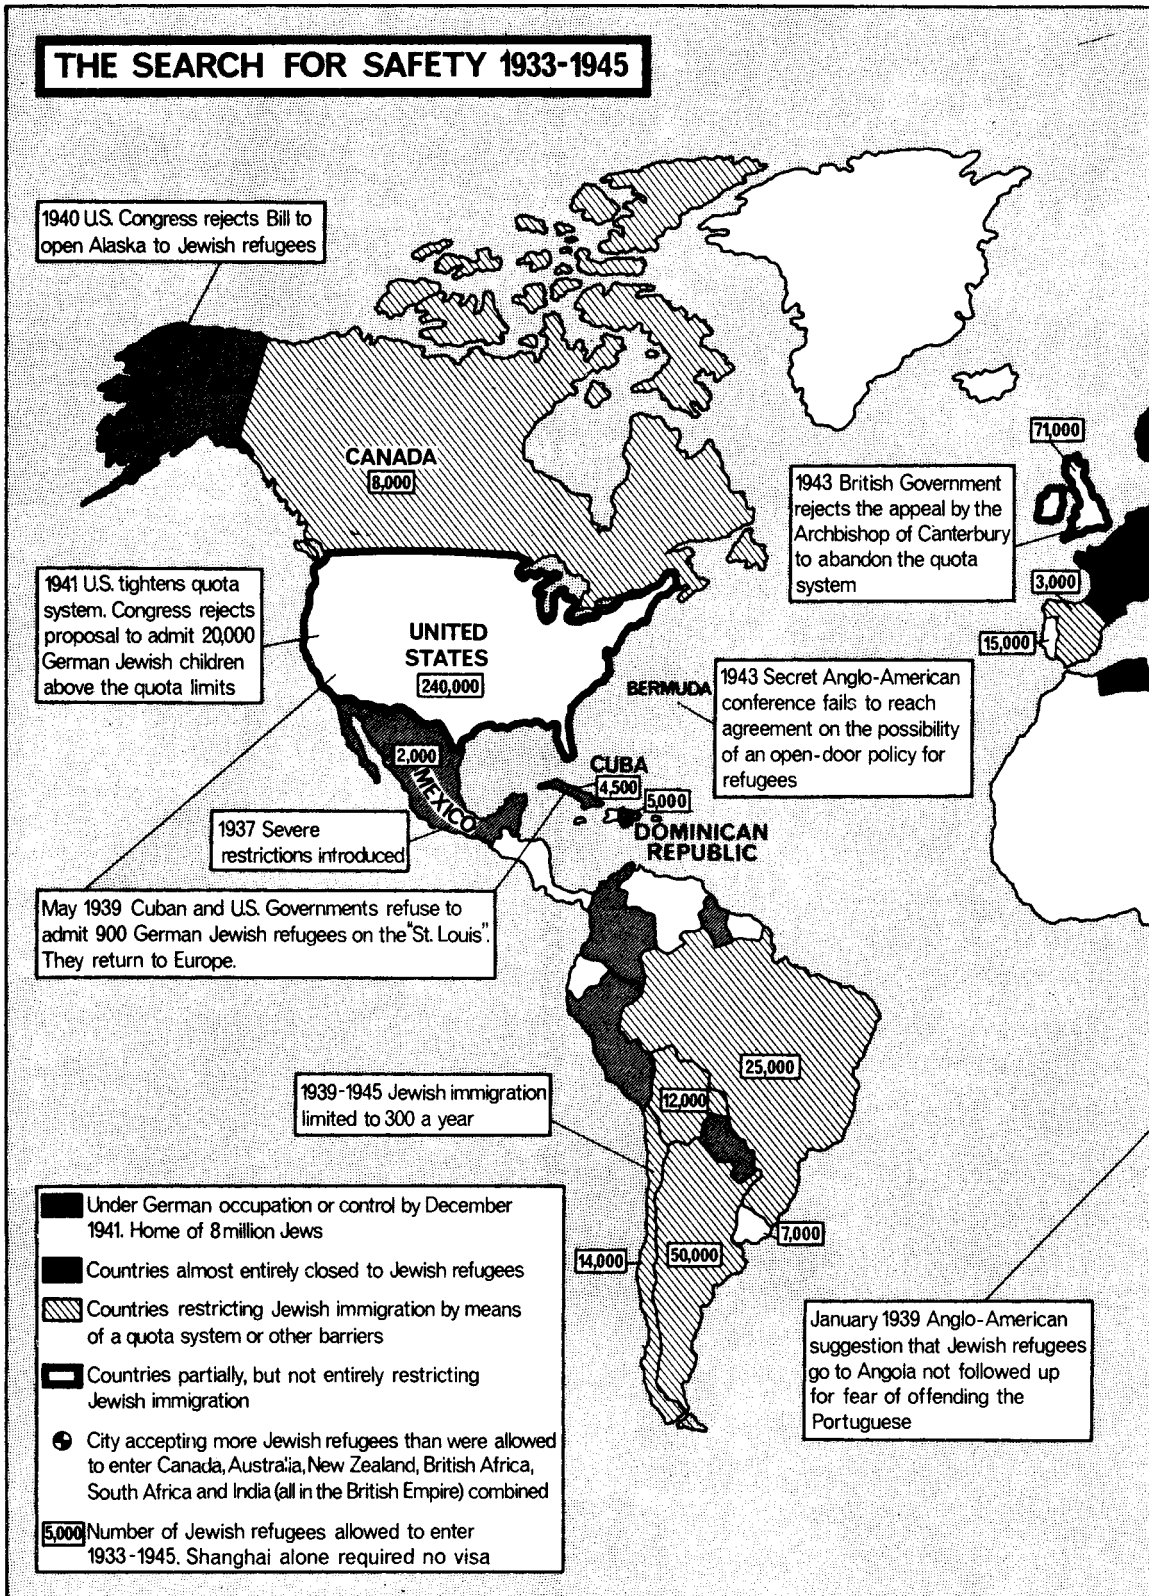 THE SEARCH FOR SAFETY 1933-1945
1940 U.S. Congress rejects Bill to
open Alaska to Jewish refugees
CANADA
8,000
71,000
1943 British Government
rejects the appeal by the
Archbishop of Canterbury
to abandon the quota
system
3,000
15,000
1941 U.S. tightens quota
system. Congress rejects
proposal to admit 20,000
German Jewish children
above the quota limits
UNITED
STATES
240,000
BERMUDA
1943 Secret Anglo-American
conference fails to reach
agreement on the possibility
of an open-door policy for
refugees
2,000
MEXICO
CUBA
4,500
5,000
DOMINICAN
REPUBLIC
1937 Severe
restrictions introduced
May 1939 Cuban and U.S. Governments refuse to
admit 900 German Jewish refugees on the "St. Louis".
They return to Europe.
25,000
12,000
1939-1945 Jewish immigration
limited to 300 a year
7,000
14,000
50,000
January 1939 Anglo-American
suggestion that Jewish refugees
go to Angola not followed up
for fear of offending the
Portuguese
Under German occupation or control by December
1941. Home of 8 million Jews
Countries almost entirely closed to Jewish refugees
Countries restricting Jewish immigration by means
of a quota system or other barriers
Countries partially, but not entirely restricting
Jewish immigration
City accepting more Jewish refugees than were allowed
to enter Canada, Australia, New Zealand, British Africa,
South Africa and India (all in the British Empire) combined
5,000 Number of Jewish refugees allowed to enter
1933-1945. Shanghai alone required no visa